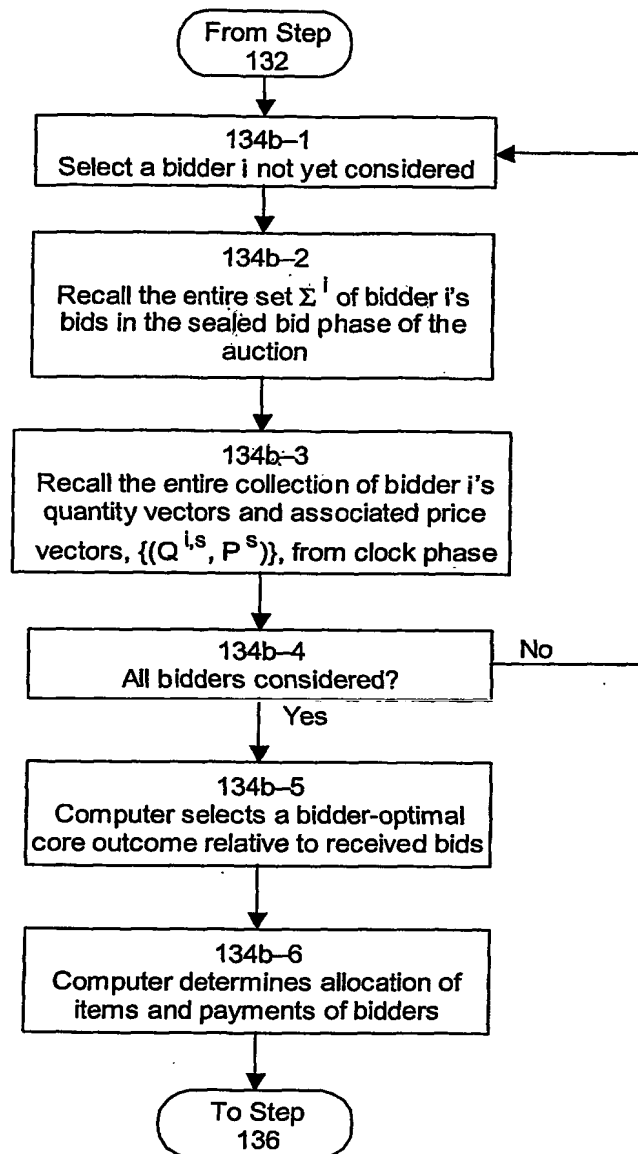 From Step
132
134b–1
Select a bidder i not yet considered
134b–2
Recall the entire set Σ i of bidder i's
bids in the sealed bid phase of the
auction
134b–3
Recall the entire collection of bidder i's
quantity vectors and associated price
vectors, {(Q i,s, P s)}, from clock phase
134b–4
All bidders considered?
No
Yes
134b–5
Computer selects a bidder-optimal
core outcome relative to received bids
134b–6
Computer determines allocation of
items and payments of bidders
To Step
136